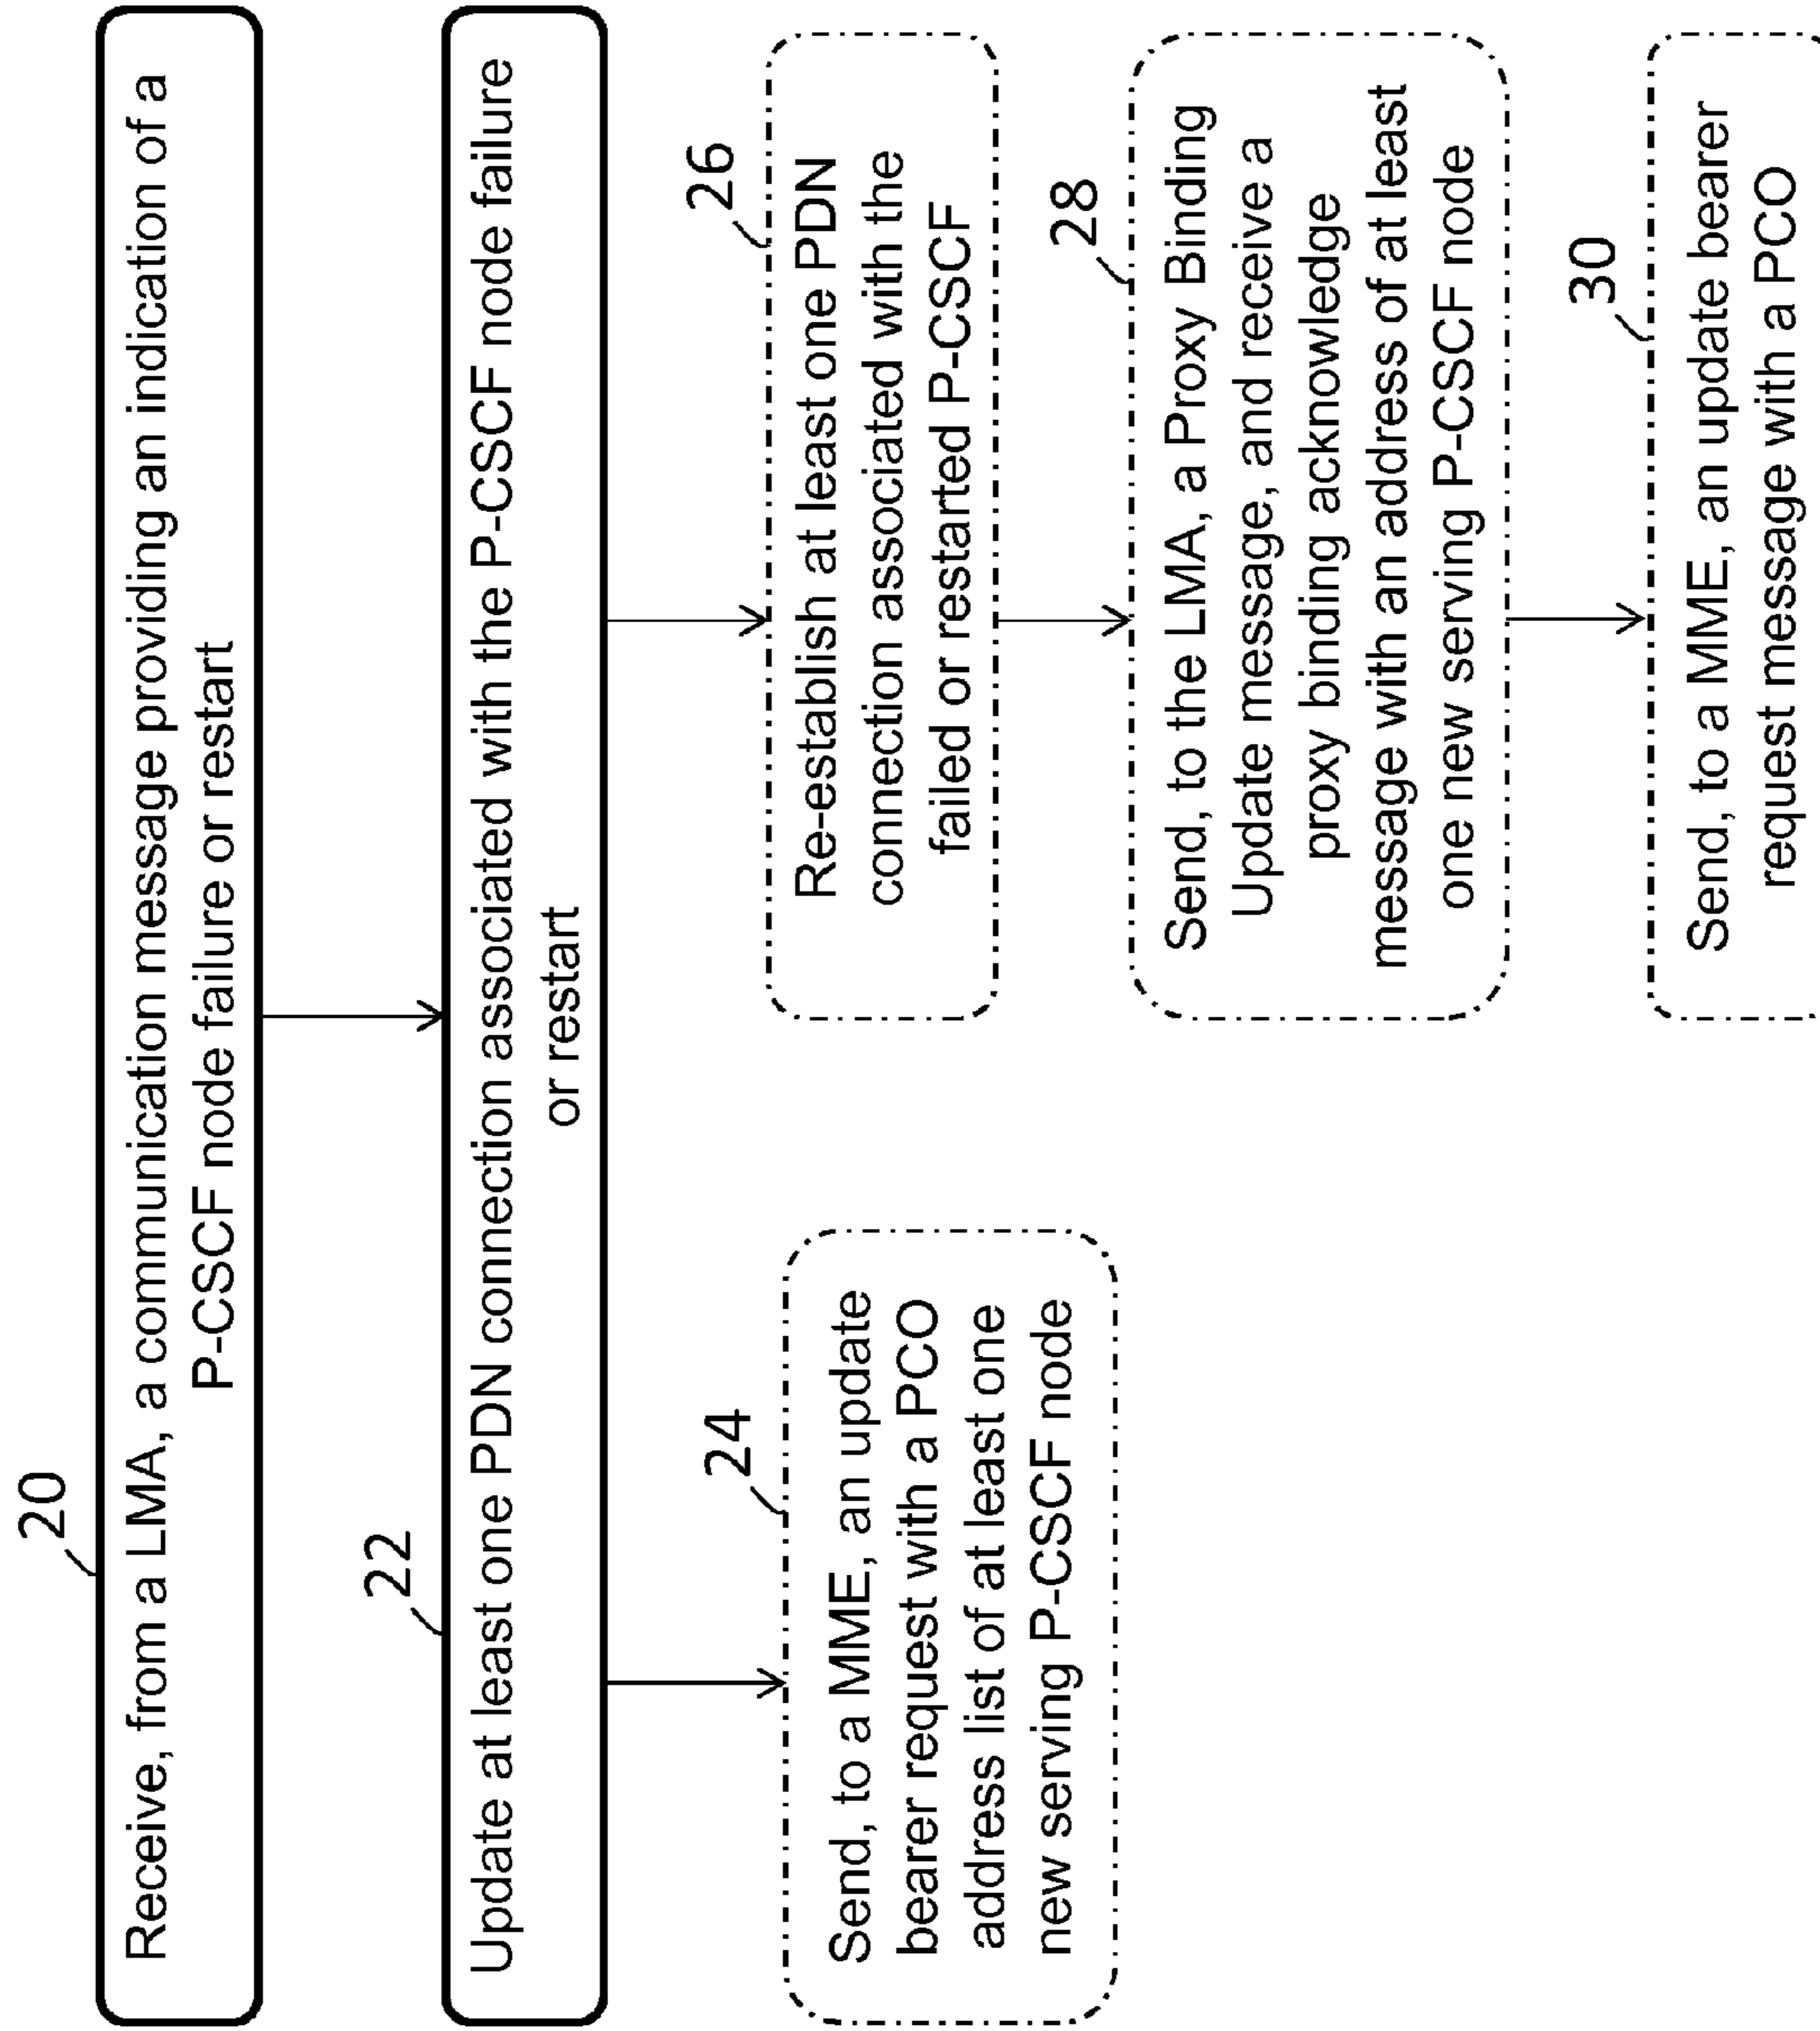 20
Receive, from a LMA, a communication message providing an indication of a
P-CSCF node failure or restart
22
Update at least one PDN connection associated with the P-CSCF node failure
or restart
24
Send, to a MME, an update
bearer request with a PCO
address list of at least one
new serving P-CSCF node
26
Re-establish at least one PDN
connection associated with the
failed or restarted P-CSCF
28
Send, to the LMA, a Proxy Binding
Update message, and receive a
proxy binding acknowledge
message with an address of at least
one new serving P-CSCF node
30
Send, to a MME, an update bearer
request message with a PCO